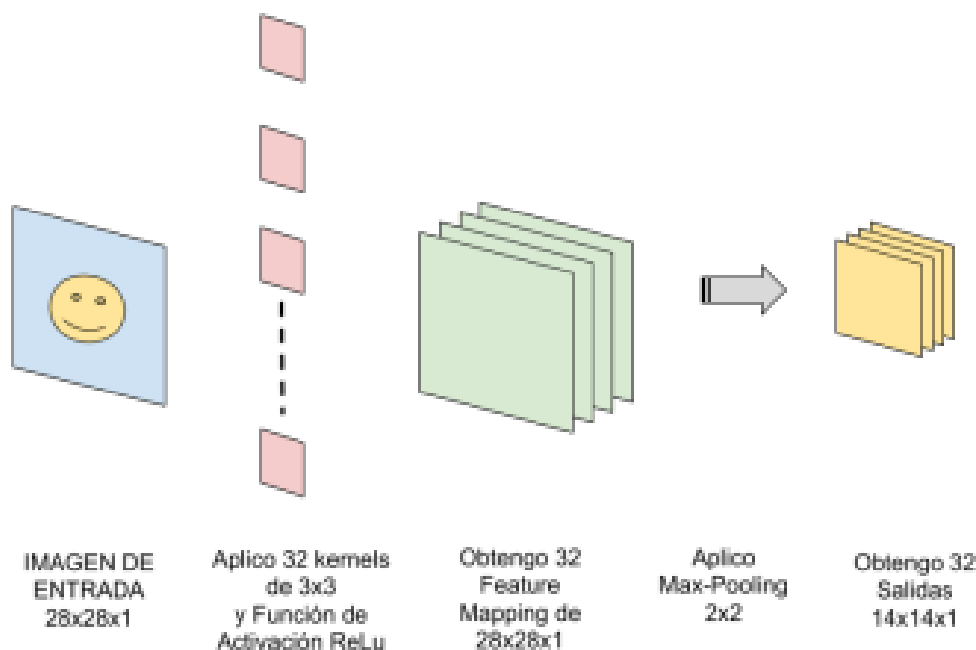 IMAGEN DE
ENTRADA
28x28x1
Aplico 32 kernels
de 3x3
y Función de
Activación ReLu
Obtengo 32
Feature
Mapping de
28x28x1
Aplico
Max-Pooling
2x2
Obtengo 32
Salidas
14x14x1